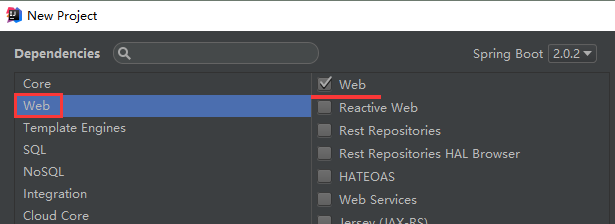 New Project
Dependencies
Spring Boot 2.0.2
Core
Web
Template Engines
SQL
NoSQL
Integration
Cloud Core
Web
Reactive Web
Rest Repositories
Rest Repositories HAL Browser
HATEOAS
Web Services
Jersey (JAX-RS)